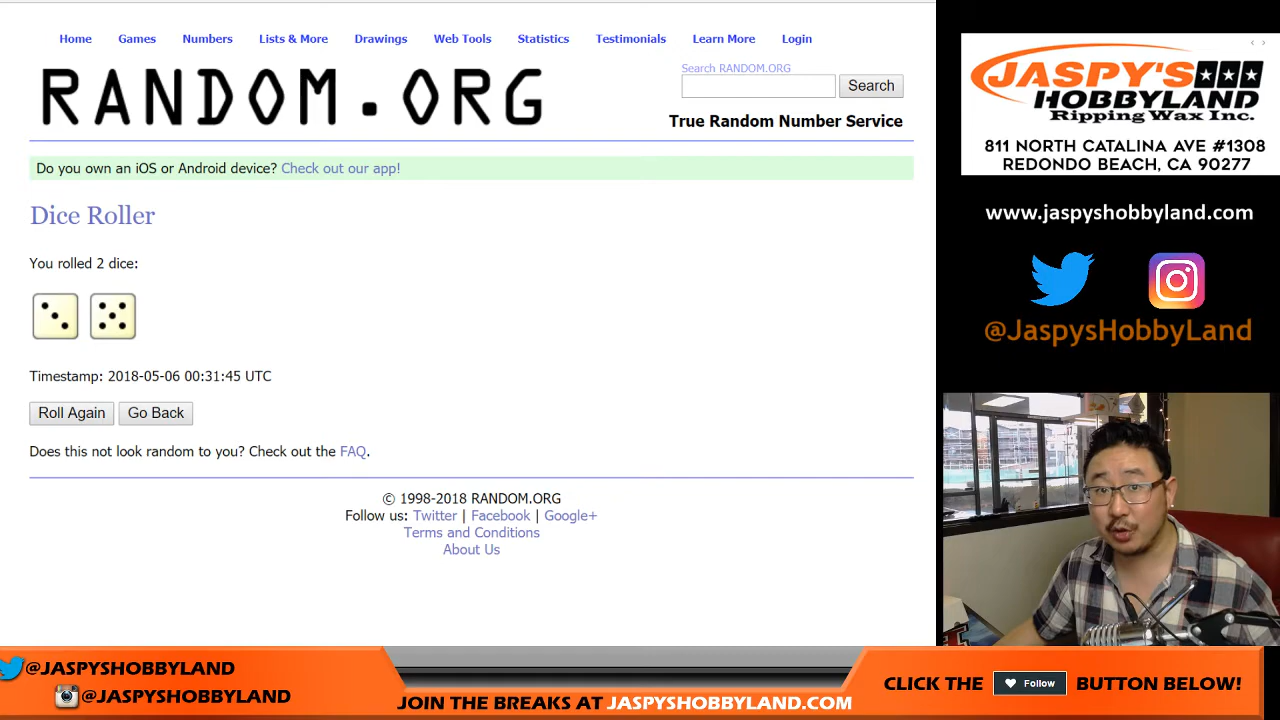 Home Games Numbers Lists & More Drawings Web Tools Statistics Testimonials Learn More Login
RANDOM.ORG
Search RANDOM.ORG
Search
True Random Number Service
Do you own an iOS or Android device? Check out our app!
Dice Roller
You rolled 2 dice:
Timestamp: 2018-05-06 00:31:45 UTC
Roll Again Go Back
Does this not look random to you? Check out the FAQ.
© 1998-2018 RANDOM.ORG
Follow us: Twitter | Facebook | Google+
Terms and Conditions
About Us
JASPY'S
HOBBYLAND
Ripping Wax Inc.
811 NORTH CATALINA AVE #1308
REDONDO BEACH, CA 90277
www.jaspyshobbyland.com
@JaspysHobbyLand
@JASPYSHOBBYLAND
@JASPYSHOBBYLAND
JOIN THE BREAKS AT JASPYSHOBBYLAND.COM
CLICK THE Follow BUTTON BELOW!